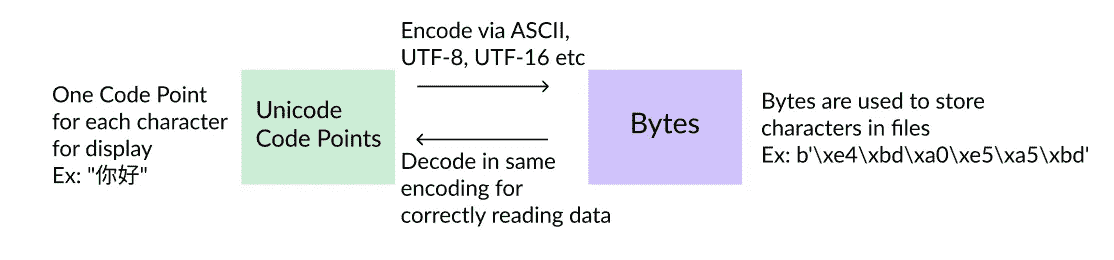 One Code Point
for each character
for display
Ex: "你好"
Unicode
Code Points
Encode via ASCII,
UTF-8, UTF-16 etc
Decode in same
encoding for
correctly reading data
Bytes
Bytes are used to store
characters in files
Ex: b'\xe4\xbd\xa0\xe5\xa5\xbd'